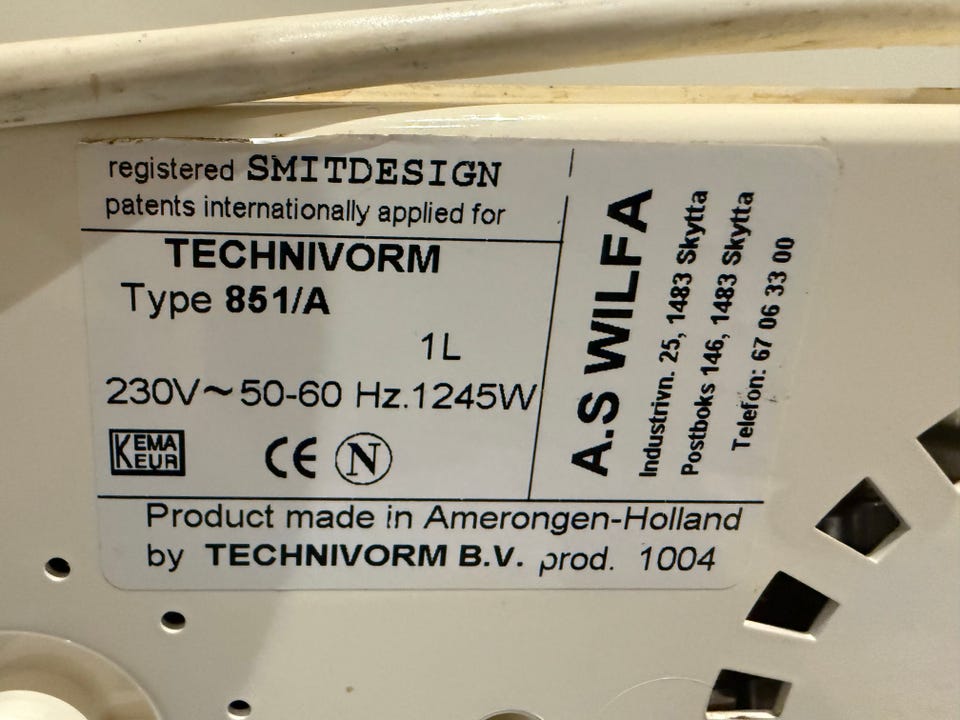 registered SMITDESIGN
patents internationally applied for
TECHNIVORM
Type 851/A
1L
230V~50-60 Hz.1245W
KEMA
KEUR
CE N
A.S WILFA
Industrivn. 25, 1483 Skytta
Postboks 146, 1483 Skytta
Telefon: 67 06 33 00
Product made in Amerongen-Holland
by TECHNIVORM B.V. prod. 1004